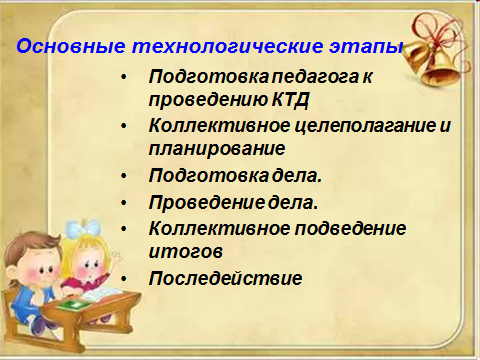 Основные технологические этапы
• Подготовка педагога к
проведению КТД
• Коллективное целеполагание и
планирование
• Подготовка дела.
• Проведение дела.
• Коллективное подведение
итогов
• Последействие